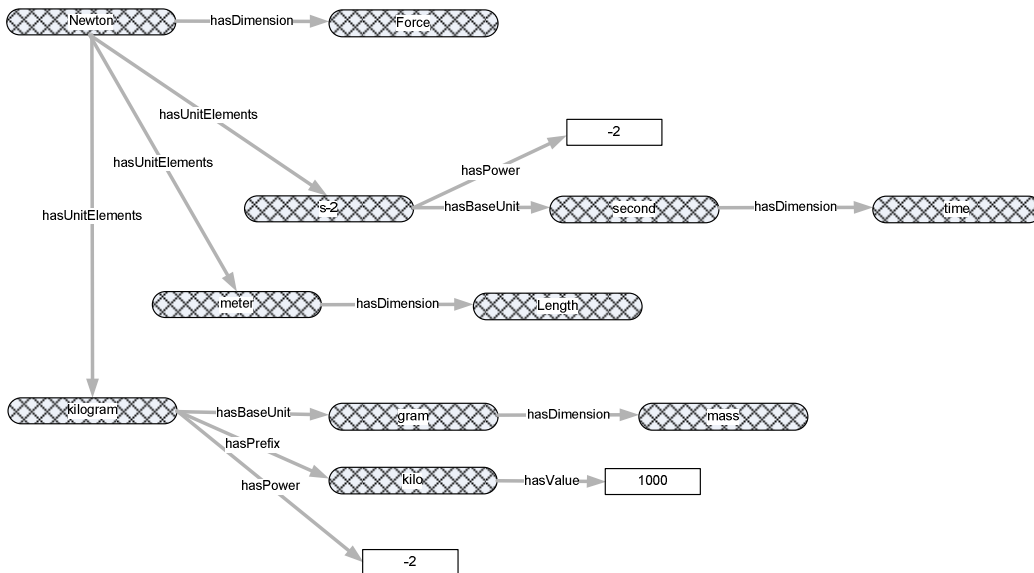 Newton
hasDimension
Force
hasUnitElements
-2
hasUnitElements
hasPower
hasUnitElements
s-2
hasBaseUnit
second
hasDimension
time
meter
hasDimension
Length
kilogram
hasBaseUnit
gram
hasDimension
mass
hasPrefix
kilo
hasValue
1000
hasPower
-2